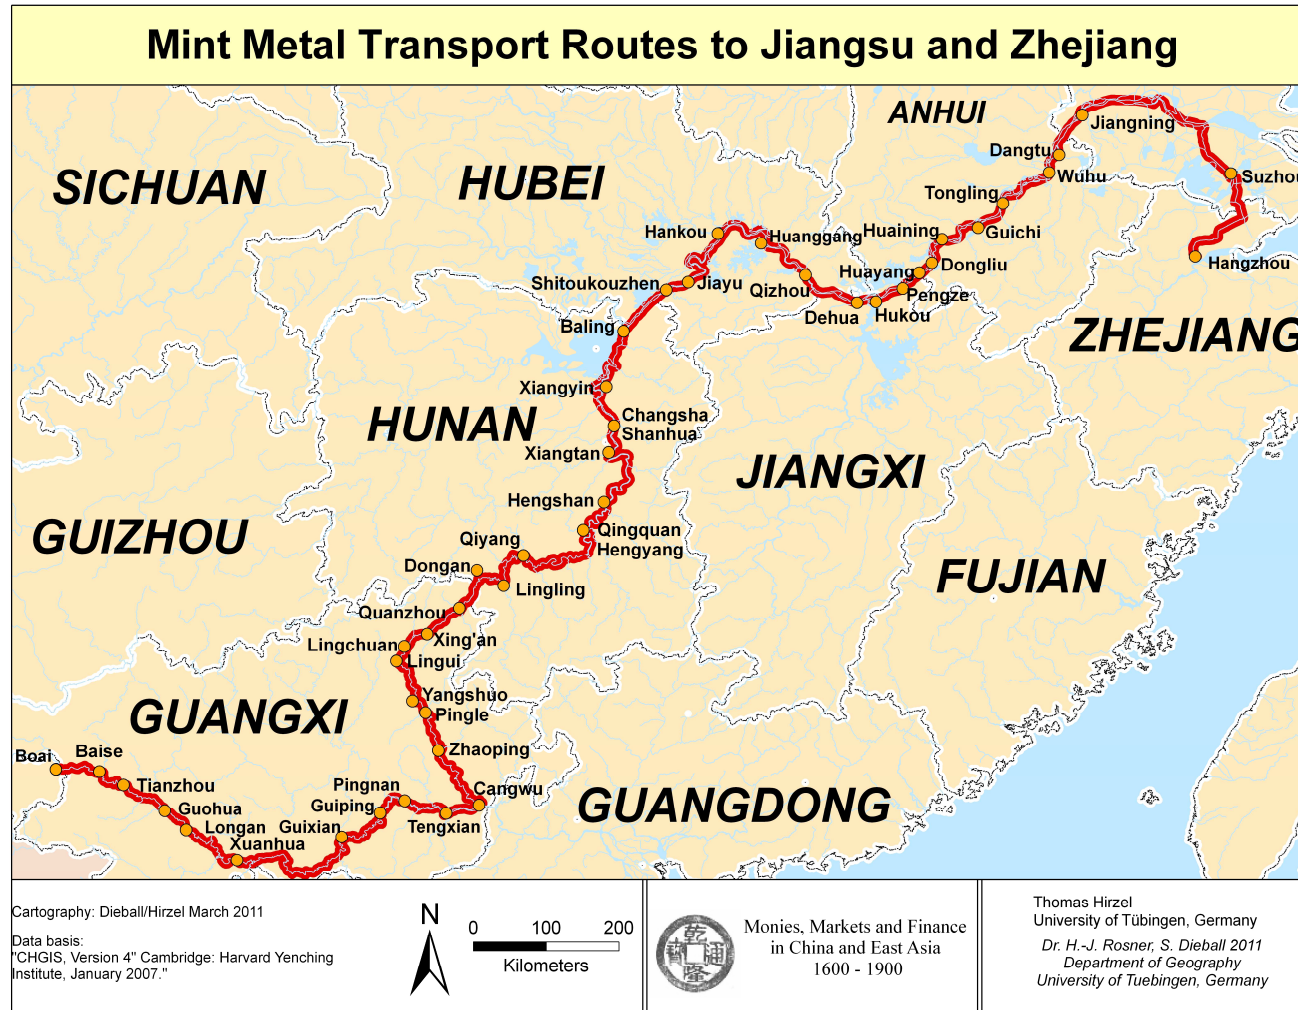 Mint Metal Transport Routes to Jiangsu and Zhejiang
ANHUI
Jiangning
Dangtu
Wuhu
Suzhou
SICHUAN
HUBEI
Tongling
Hankou
Huanggang
Huaining
Guichi
Hangzhou
Shitoukouzhen
Jiayu
Qizhou
Huayang
Dongliu
Pengze
Dehua
Hukou
Baling
ZHEJIANG
Xiangyin
HUNAN
Changsha
Shanhua
Xiangtan
JIANGXI
Hengshan
GUIZHOU
Qiyang
Qingquan
Hengyang
Dongan
Lingling
FUJIAN
Quanzhou
Xing'an
Lingchuan
Lingui
GUANGXI
Yangshuo
Pingle
Boai
Baise
Zhaoping
Tianzhou
Pingnan
Cangwu
Guohua
Guiping
GUANGDONG
Longan
Guixian
Tengxian
Xuanhua
Cartography: Dieball/Hirzel March 2011
Data basis:
"CHGIS, Version 4" Cambridge: Harvard Yenching
Institute, January 2007."
N
0 100 200
Kilometers
乾
寶 通
隆
Monies, Markets and Finance
in China and East Asia
1600 - 1900
Thomas Hirzel
University of Tübingen, Germany
Dr. H.-J. Rosner, S. Dieball 2011
Department of Geography
University of Tuebingen, Germany